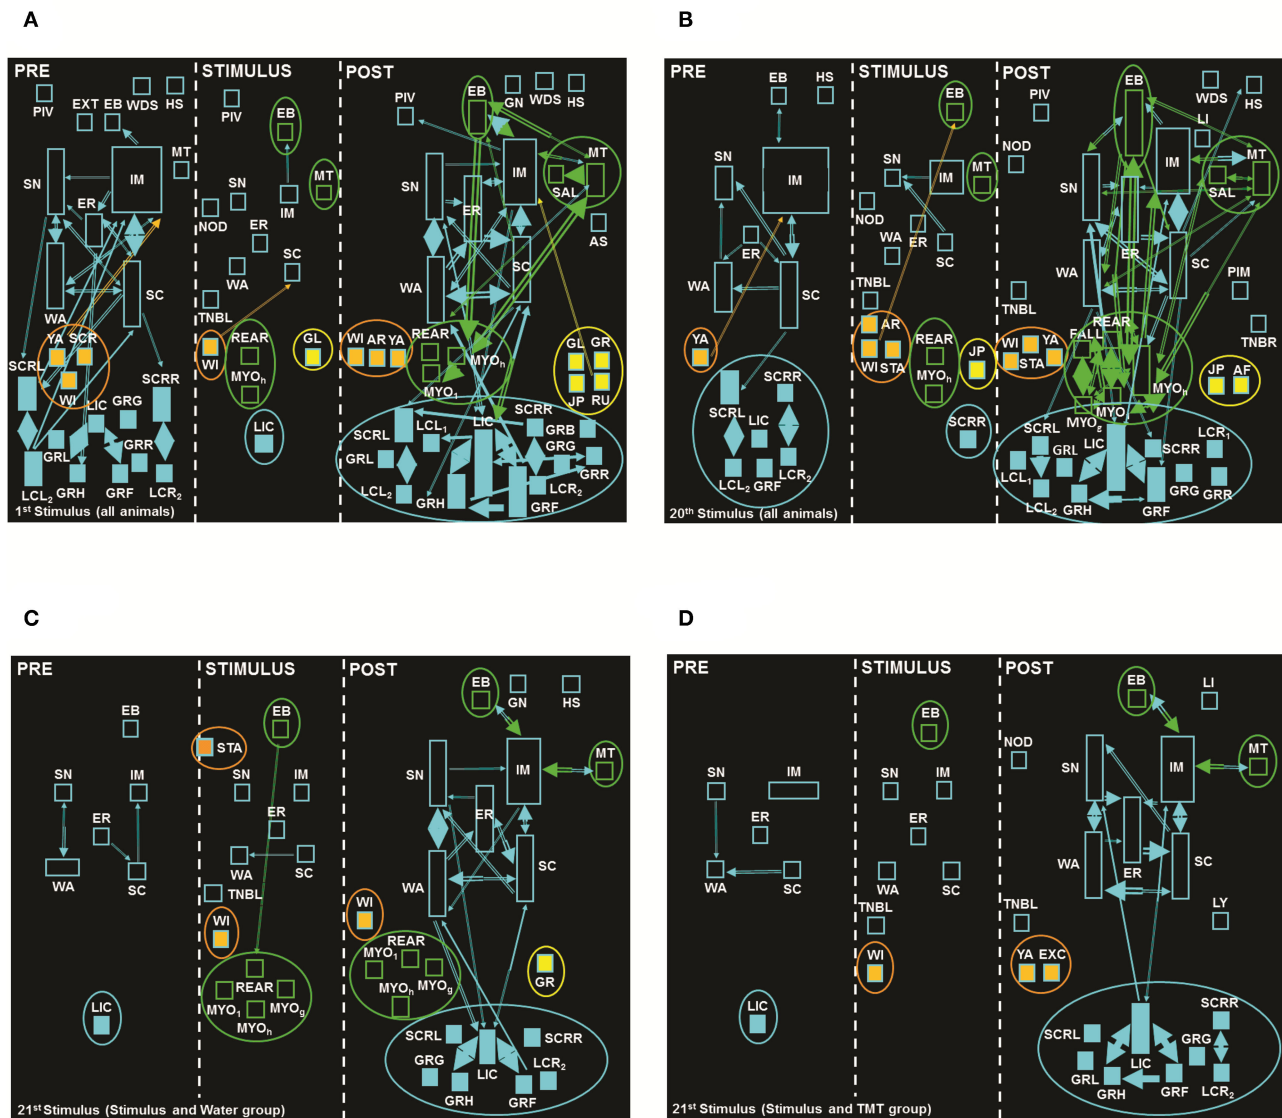 A
PRE STIMULUS POST
PIV EXT EB WDS HS
MT
SN IM
ER
WA SC
YA SCR
WI
SCRL SCRR
LIC GRG
GRL GRR
LCL2 GRH GRF LCR2
1st Stimulus (all animals)
PIV
EB
MT
SN IM
NOD ER
WA SC
TNBL
WI REAR GL
MYOh
LIC
PIV EB GN WDS HS
IM MT
SN SAL
ER AS
WA SC
WI AR YA REAR MYOh GL GR
MYO1 JP RU
SCRL LCL1 LIC SCRR
GRB
GRL GRG
GRR
LCL2 GRH GRF LCR2
B
PRE STIMULUS POST
EB HS
IM
ER
WA SC
YA
SCRL SCRR
LIC
LCL2 GRF LCR2
20th Stimulus (all animals)
EB
SN IM MT
NOD
WA ER SC
TNBL
AR REAR
WI STA JP
MYOh
SCRR
PIV EB WDS HS
LI
NOD IM MT
SN SAL
ER
WA SC PIM
TNBL TNBR
WI YA FALL REAR
STA MYOh JP AF
MYOg MYO
SCRL LIC LCR1
GRL SCRR
LCL1 GRG GRR
LCL2 GRH GRF
C
PRE STIMULUS POST
EB
SN IM
ER
WA SC
LIC
21st Stimulus (Stimulus and Water group)
EB
STA
SN IM
ER
WA SC
TNBL
WI
REAR
MYO1 MYOg
MYOh
EB GN HS
IM MT
SN
ER
WA SC
WI
REAR
MYO1 MYOg
MYOh GR
SCRL SCRR
GRG LIC LCR2
GRH GRF
D
PRE STIMULUS POST
SN IM
ER
WA SC
LIC
21st Stimulus (Stimulus and TMT group)
EB
SN IM
ER
WA SC
TNBL
WI
EB LI
NOD IM MT
SN
ER SC
WA
TNBL LY
YA EXC
SCRR
SCRL GRG
LIC
GRL GRH GRF LCR2